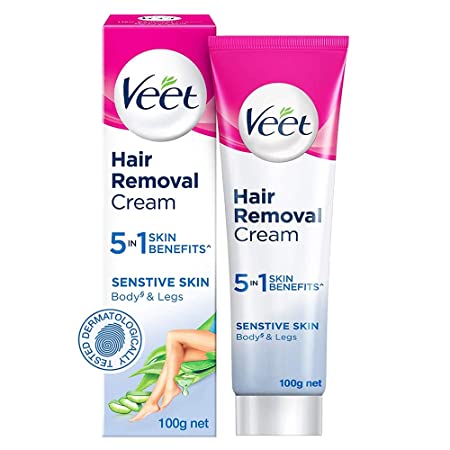 Veet
Hair
Removal
Cream
5 IN 1 SKIN BENEFITS^
SENSTIVE SKIN
Body§ & Legs
DERMATOLOGICALLY TESTED
100g net
Veet
Hair
Removal
Cream
5 IN 1 SKIN BENEFITS^
SENSTIVE SKIN
Body§ & Legs
100g net